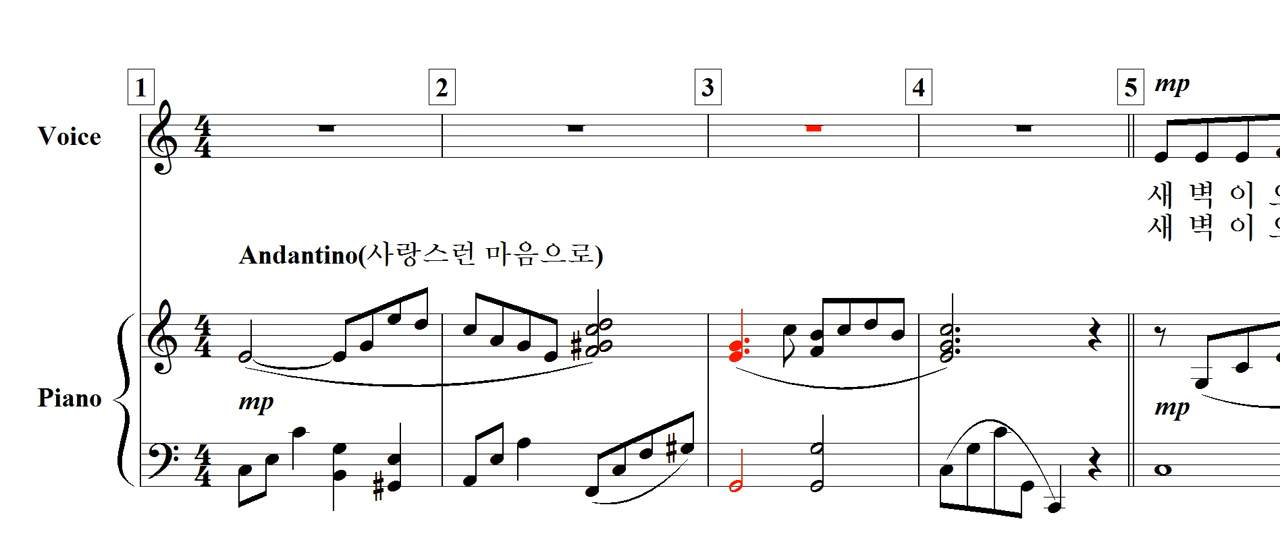 1 2 3 4 5 mp
Voice
새 벽 이
새 벽 이
Andantino(사랑스런 마음으로)
Piano
mp mp